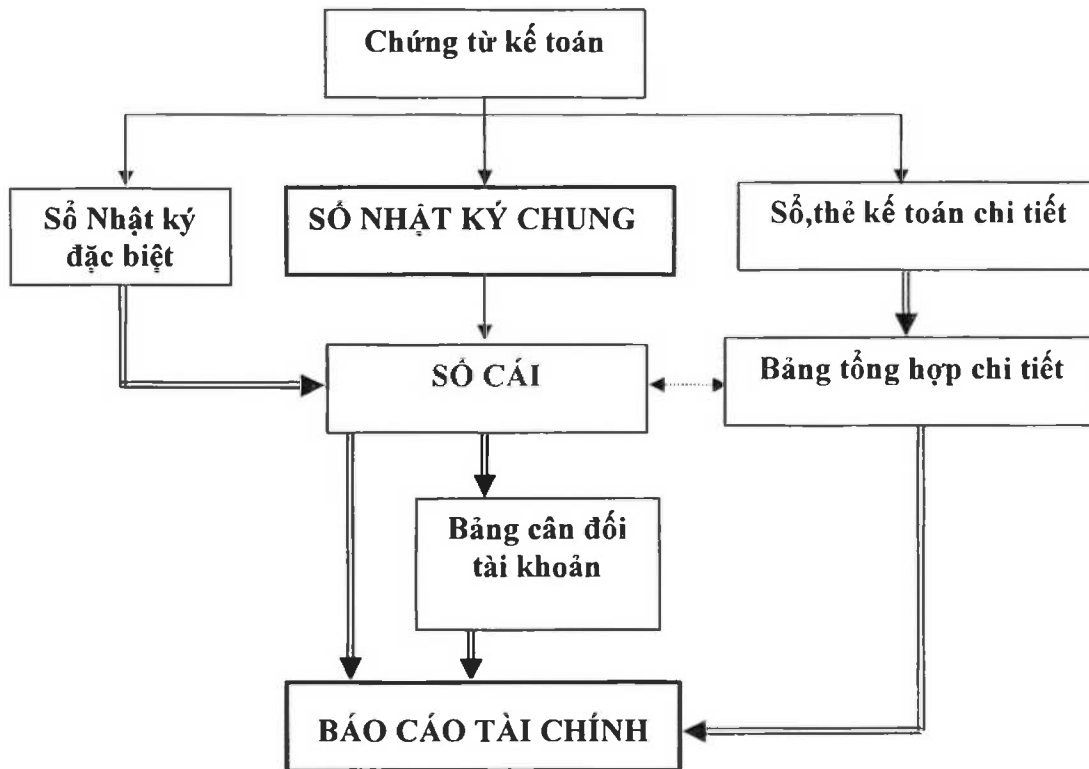 Chứng từ kế toán
Sổ Nhật ký
đặc biệt
SỔ NHẬT KÝ CHUNG
Sổ,thẻ kế toán chi tiết
SỔ CÁI
Bảng tổng hợp chi tiết
Bảng cân đối
tài khoản
BÁO CÁO TÀI CHÍNH